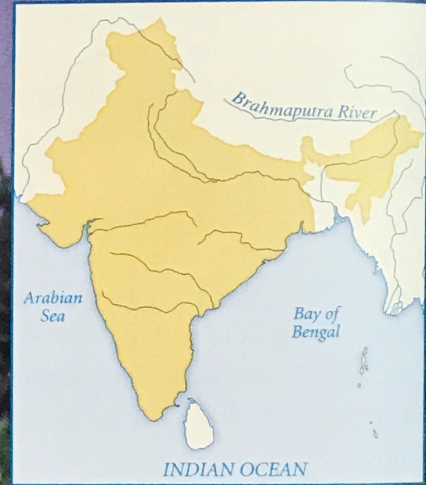 Brahmaputra River
Arabian
Sea
Bay of
Bengal
INDIAN OCEAN